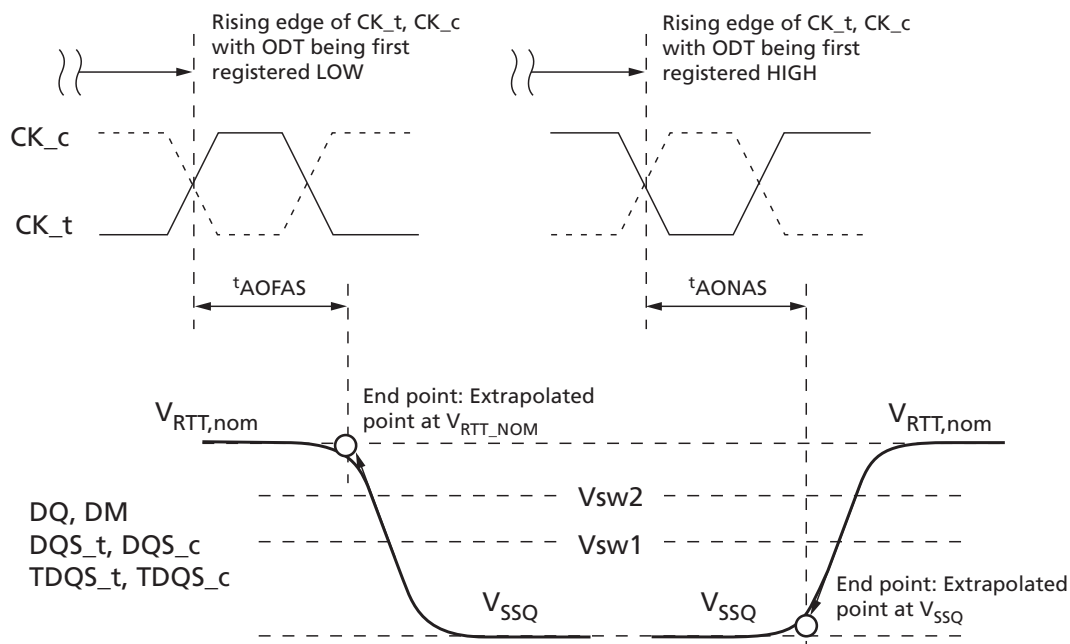 Rising edge of CK_t, CK_c
with ODT being first
registered LOW
Rising edge of CK_t, CK_c
with ODT being first
registered HIGH
CK_c
CK_t
tAOFAS
tAONAS
End point: Extrapolated
point at VRTT_NOM
VRTT,nom
VRTT,nom
Vsw2
DQ, DM
DQS_t, DQS_c
TDQS_t, TDQS_c
Vsw1
VSSQ
VSSQ
End point: Extrapolated
point at VSSQ